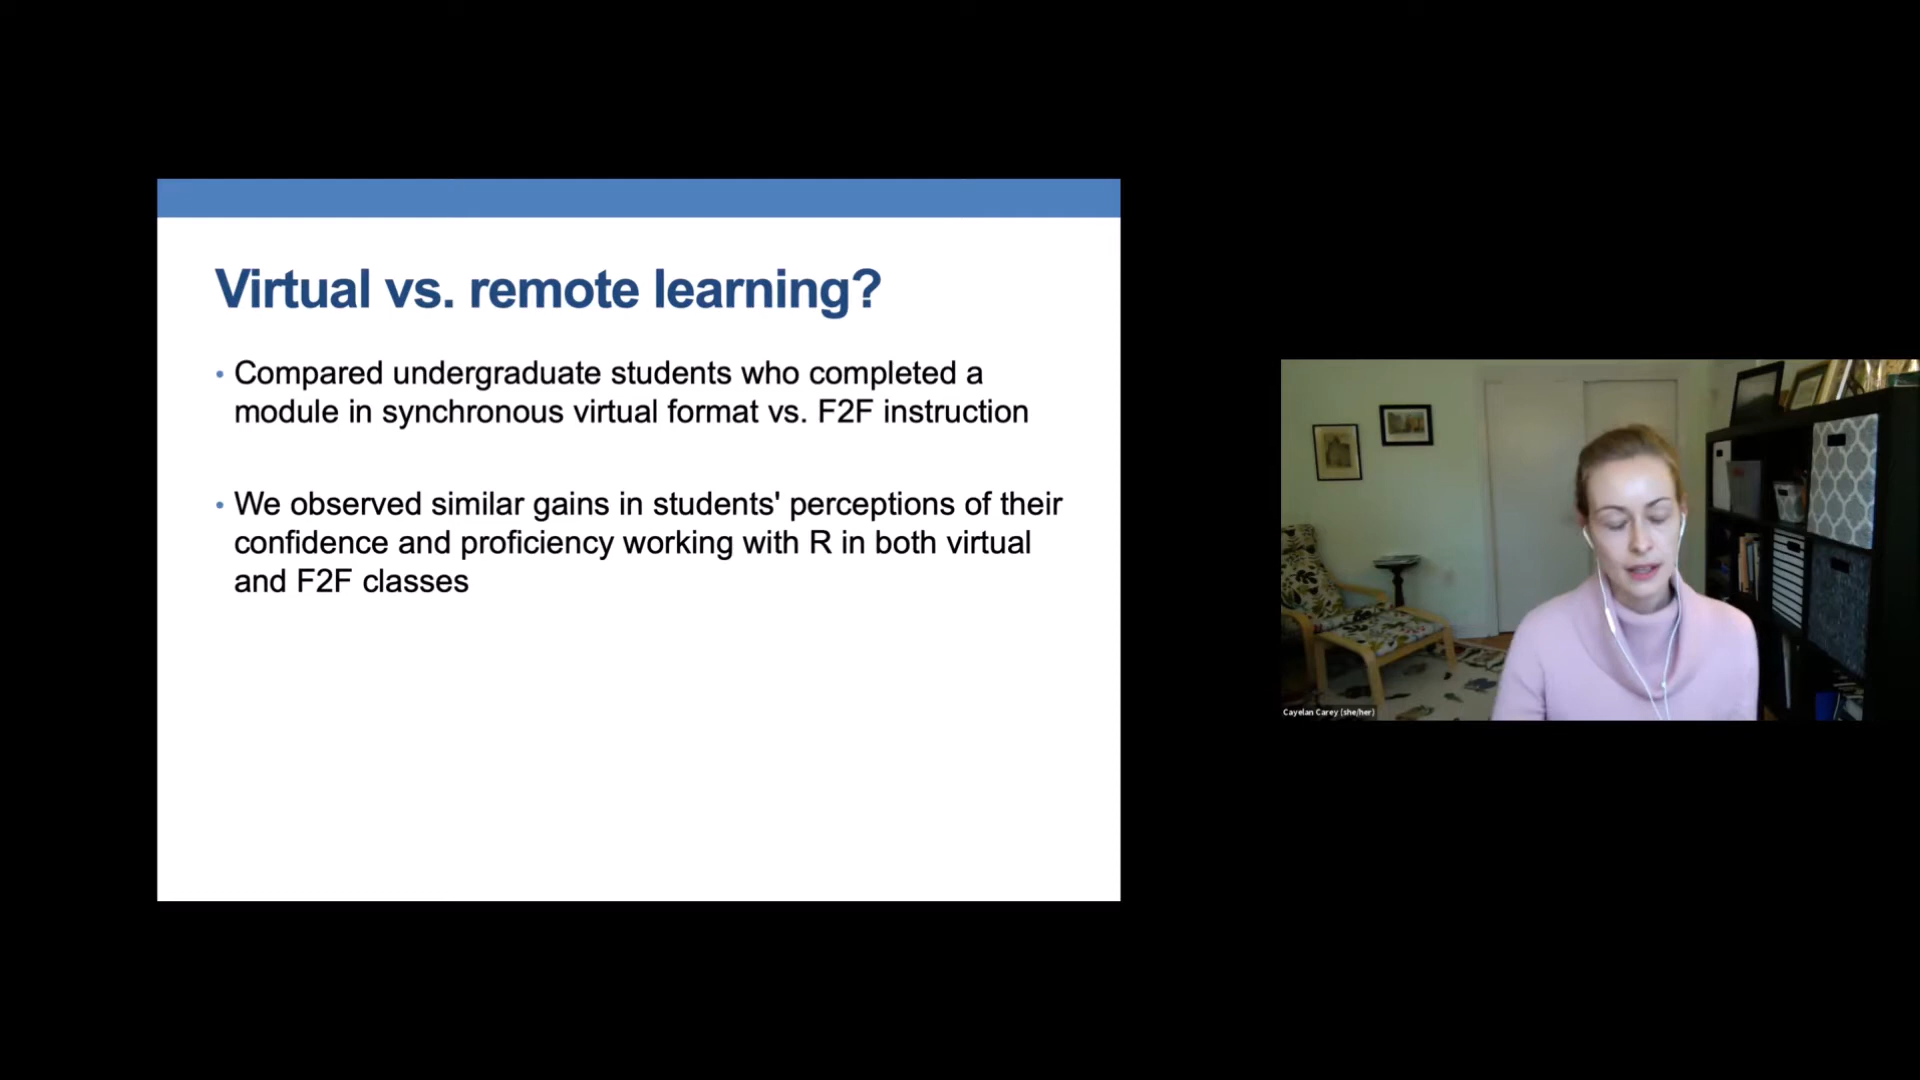 Virtual vs. remote learning?
• Compared undergraduate students who completed a
module in synchronous virtual format vs. F2F instruction
• We observed similar gains in students' perceptions of their
confidence and proficiency working with R in both virtual
and F2F classes
Cayelan Carey (she/her)